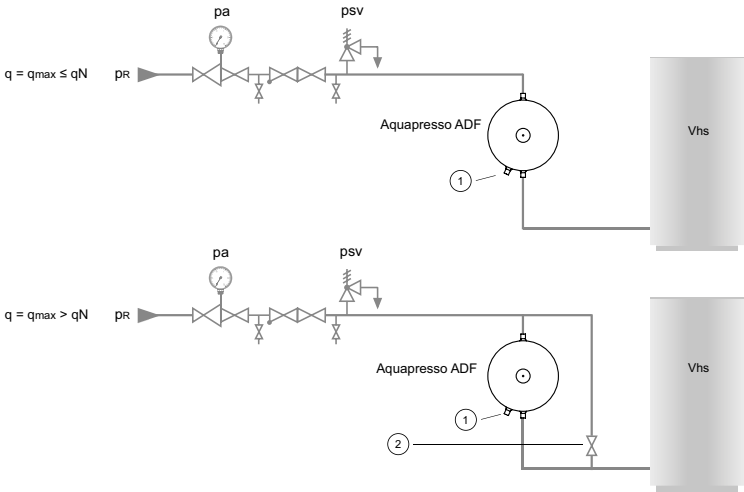 pa
psv
q = qmax ≤ qN
pR
Aquapresso ADF
Vhs
1
pa
psv
q = qmax > qN
pR
Aquapresso ADF
Vhs
1
2